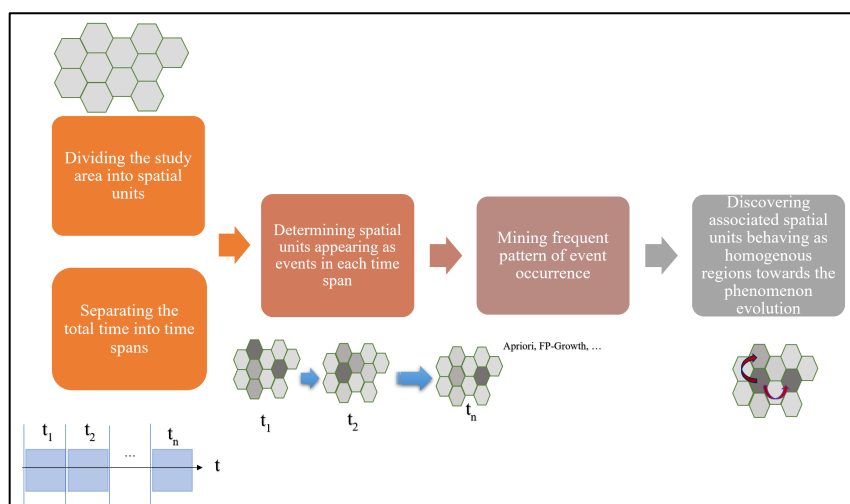 Dividing the study
area into spatial
units
Separating the
total time into time
spans
Determining spatial
units appearing as
events in each time
span
Mining frequent
pattern of event
occurrence
Discovering
associated spatial
units behaving as
homogenous
regions towards the
phenomenon
evolution
Apriori, FP-Growth, …
t1
t2
tn
t1
t2
…
tn
t